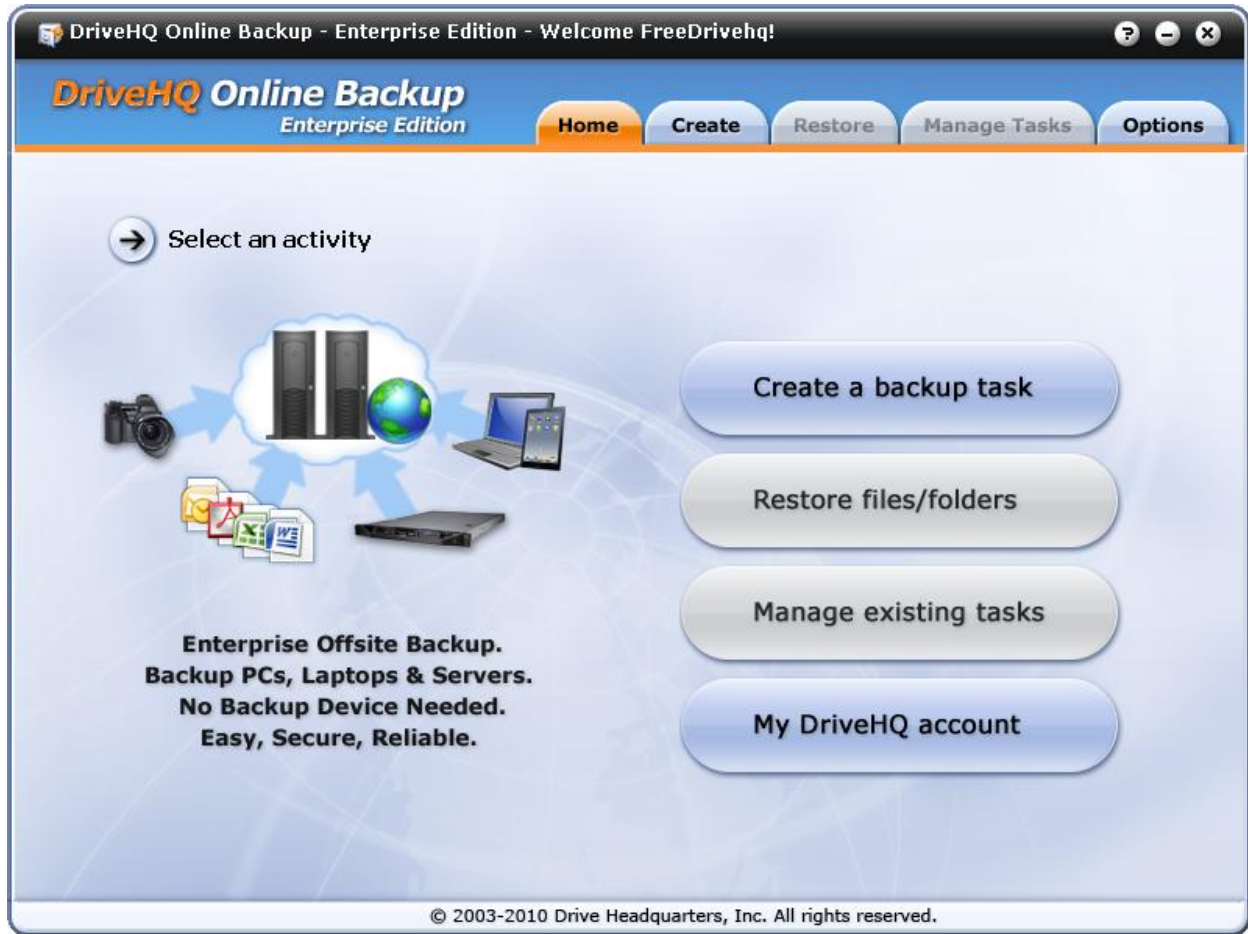 DriveHQ Online Backup - Enterprise Edition - Welcome FreeDrivehq!
DriveHQ Online Backup
Enterprise Edition
Home Create Restore Manage Tasks Options
Select an activity
Create a backup task
Restore files/folders
Manage existing tasks
My DriveHQ account
Enterprise Offsite Backup.
Backup PCs, Laptops & Servers.
No Backup Device Needed.
Easy, Secure, Reliable.
© 2003-2010 Drive Headquarters, Inc. All rights reserved.